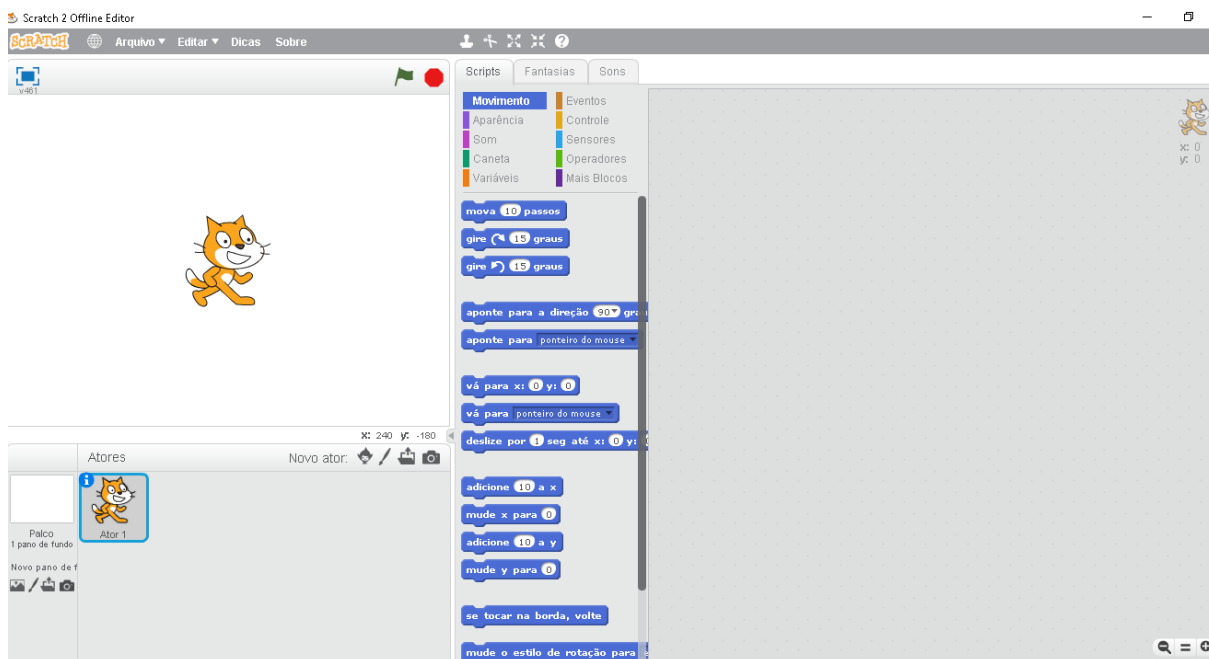 Scratch 2 Offline Editor
SCRATCH Arquivo Editar Dicas Sobre
v461
Scripts Fantasias Sons
Movimento Eventos
Aparência Controle
Som Sensores
Caneta Operadores
Variáveis Mais Blocos
mova 10 passos
gire 15 graus
gire 15 graus
aponte para a direção 90 gra
aponte para ponteiro do mouse
vá para x: 0 y: 0
vá para ponteiro do mouse
deslize por 1 seg até x: 0 y:
adicione 10 a x
mude x para 0
adicione 10 a y
mude y para 0
se tocar na borda, volte
mude o estilo de rotação para
x: 0
y: 0
x: 240 y: -180
Atores Novo ator:
Palco
1 pano de fundo
Novo pano de f
Ator 1